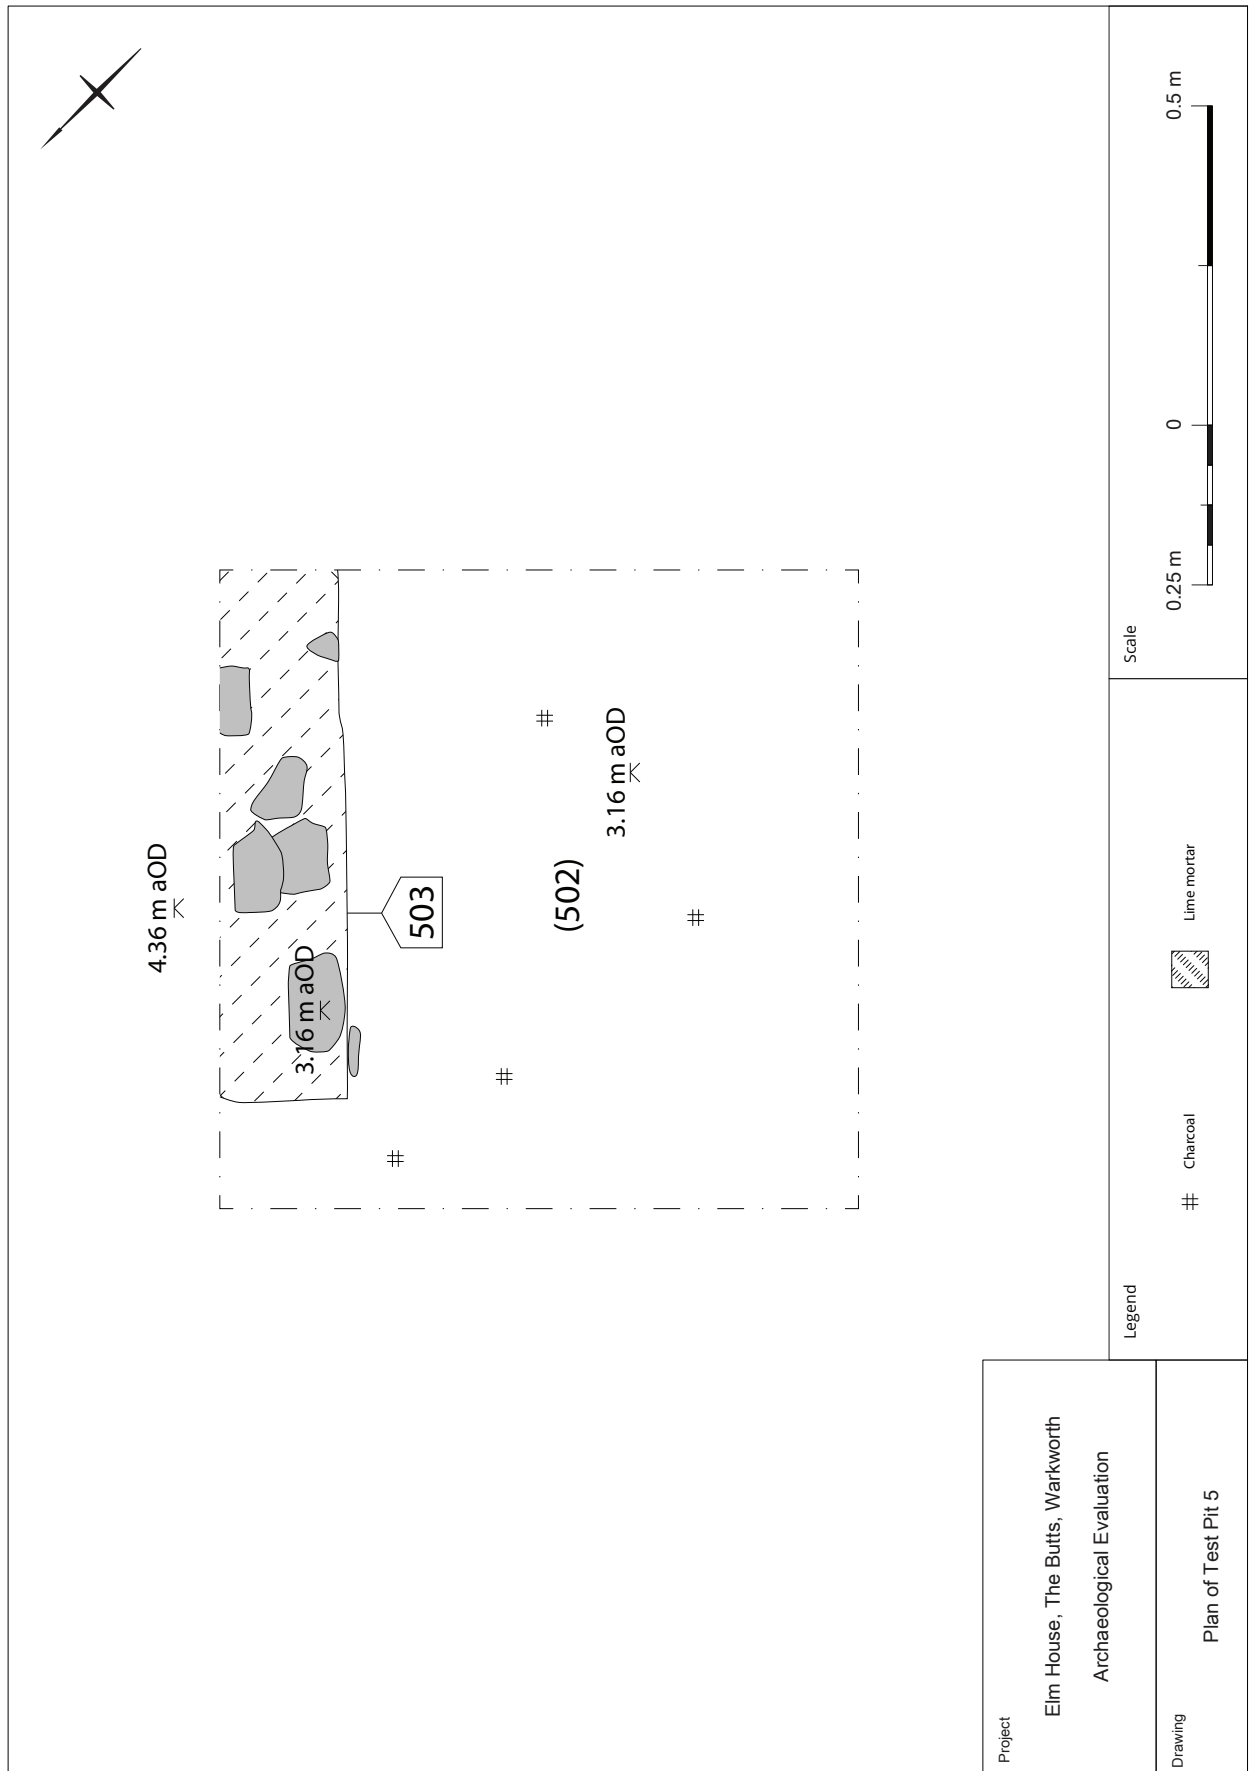 4.36 m aOD
3.16 m aOD
503
(502)
3.16 m aOD
Project
Elm House, The Butts, Warkworth
Archaeological Evaluation
Drawing
Plan of Test Pit 5
Legend
Charcoal
Lime mortar
Scale
0.25 m
0
0.5 m